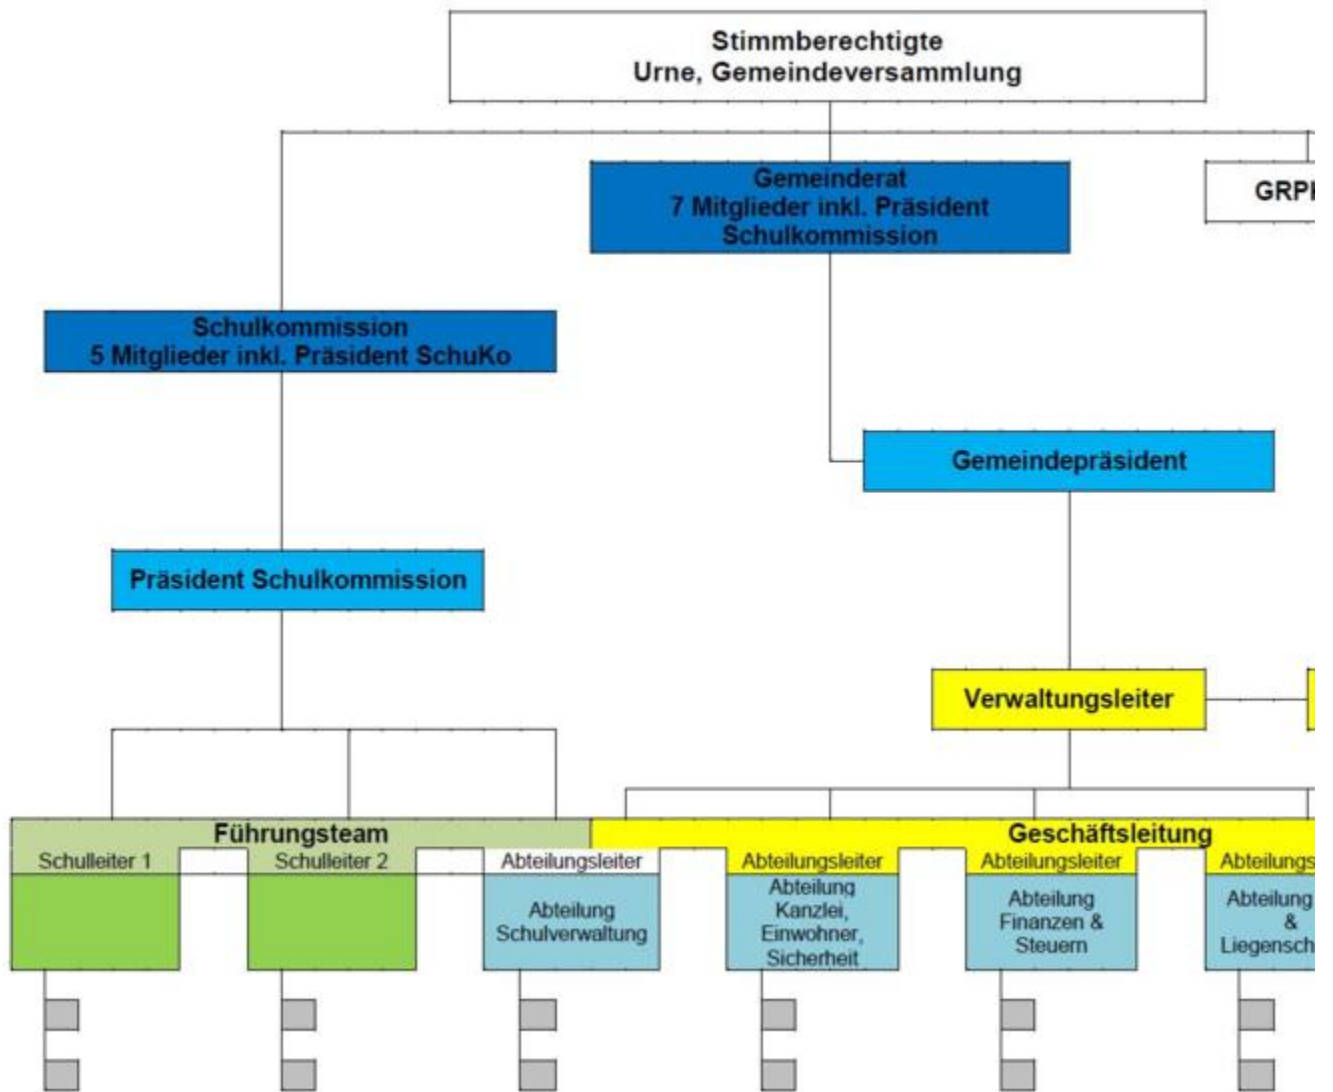 Stimmberechtigte
Urne, Gemeindeversammlung
Gemeinderat
7 Mitglieder inkl. Präsident
Schulkommission
Schulkommission
5 Mitglieder inkl. Präsident SchuKo
Gemeindepräsident
Präsident Schulkommission
Verwaltungsleiter
Führungsteam
Geschäftsleitung
Schulleiter 1
Schulleiter 2
Abteilungsleiter
Abteilung
Schulverwaltung
Abteilungsleiter
Abteilung
Kanzlei,
Einwohner,
Sicherheit
Abteilungsleiter
Abteilung
Finanzen &
Steuern
Abteilung
&